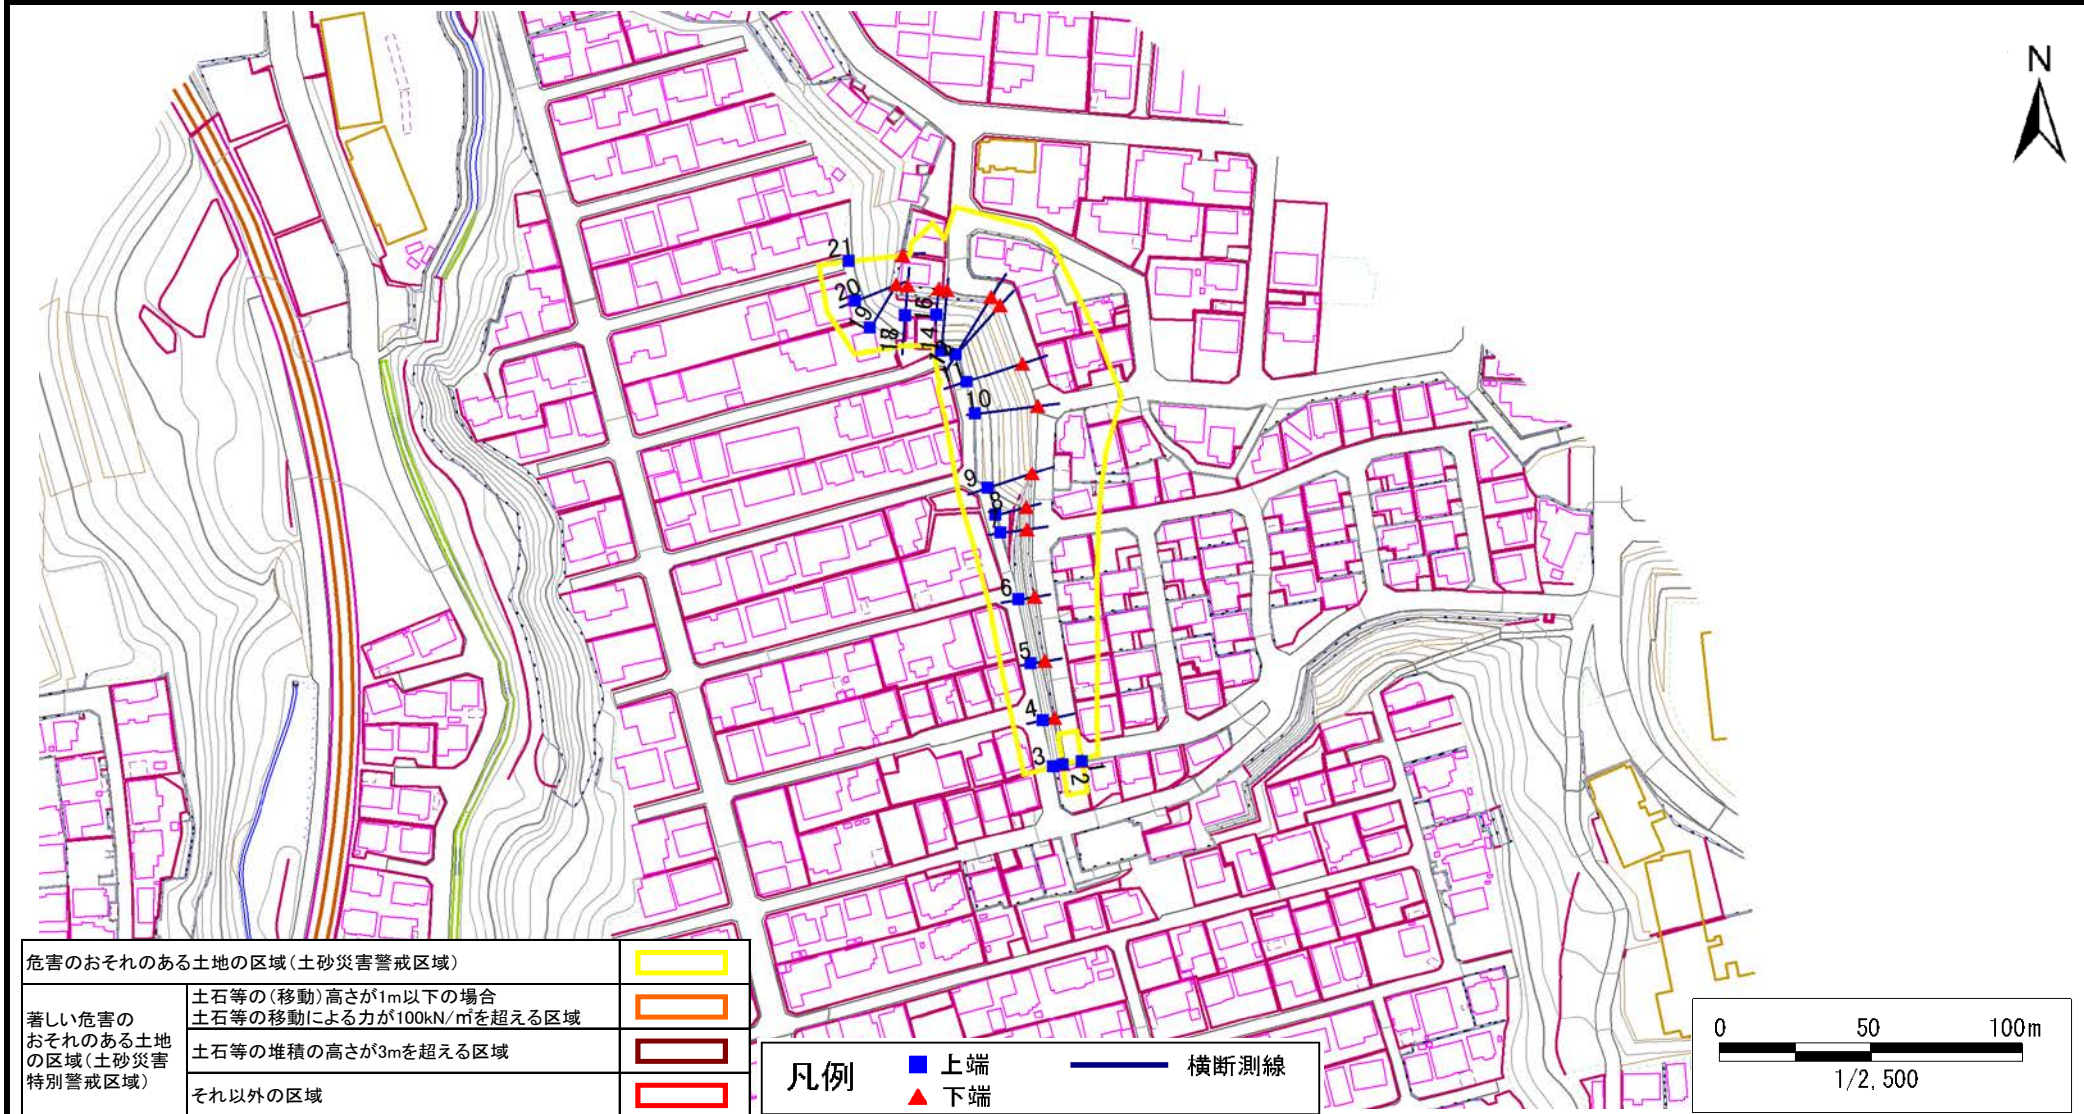 N
21
20
19
18
16
14
11
10
9
8
7
6
5
4
3
2
1
危害のおそれのある土地の区域(土砂災害警戒区域)
著しい危害の
おそれのある土地
の区域(土砂災害
特別警戒区域)
土石等の(移動)高さが1m以下の場合
土石等の移動による力が100kN/㎡を超える区域
土石等の堆積の高さが3mを超える区域
それ以外の区域
凡例
上端
下端
横断測線
0 50 100m
1/2,500